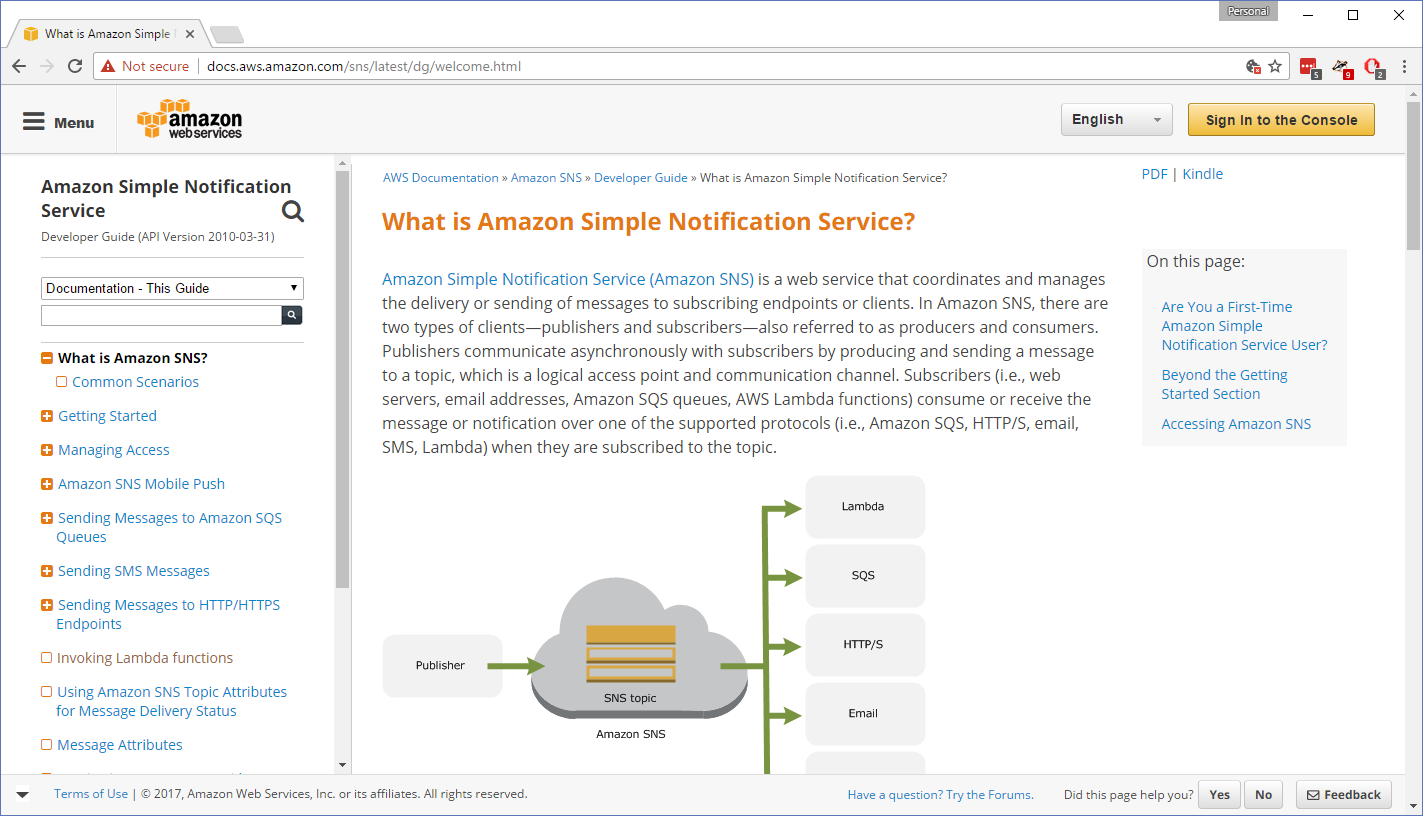 Personal
What is Amazon Simple
Not secure docs.aws.amazon.com/sns/latest/dg/welcome.html
5
9
2
Menu
amazon
web services
English
Sign In to the Console
Amazon Simple Notification
Service
Developer Guide (API Version 2010-03-31)
Documentation - This Guide
What is Amazon SNS?
Common Scenarios
Getting Started
Managing Access
Amazon SNS Mobile Push
Sending Messages to Amazon SQS
Queues
Sending SMS Messages
Sending Messages to HTTP/HTTPS
Endpoints
Invoking Lambda functions
Using Amazon SNS Topic Attributes
for Message Delivery Status
Message Attributes
AWS Documentation » Amazon SNS » Developer Guide » What is Amazon Simple Notification Service?
What is Amazon Simple Notification Service?
Amazon Simple Notification Service (Amazon SNS) is a web service that coordinates and manages
the delivery or sending of messages to subscribing endpoints or clients. In Amazon SNS, there are
two types of clients—publishers and subscribers—also referred to as producers and consumers.
Publishers communicate asynchronously with subscribers by producing and sending a message
to a topic, which is a logical access point and communication channel. Subscribers (i.e., web
servers, email addresses, Amazon SQS queues, AWS Lambda functions) consume or receive the
message or notification over one of the supported protocols (i.e., Amazon SQS, HTTP/S, email,
SMS, Lambda) when they are subscribed to the topic.
Publisher
SNS topic
Amazon SNS
Lambda
SQS
HTTP/S
Email
PDF | Kindle
On this page:
Are You a First-Time
Amazon Simple
Notification Service User?
Beyond the Getting
Started Section
Accessing Amazon SNS
Terms of Use | © 2017, Amazon Web Services, Inc. or its affiliates. All rights reserved.
Have a question? Try the Forums.
Did this page help you?
Yes
No
Feedback